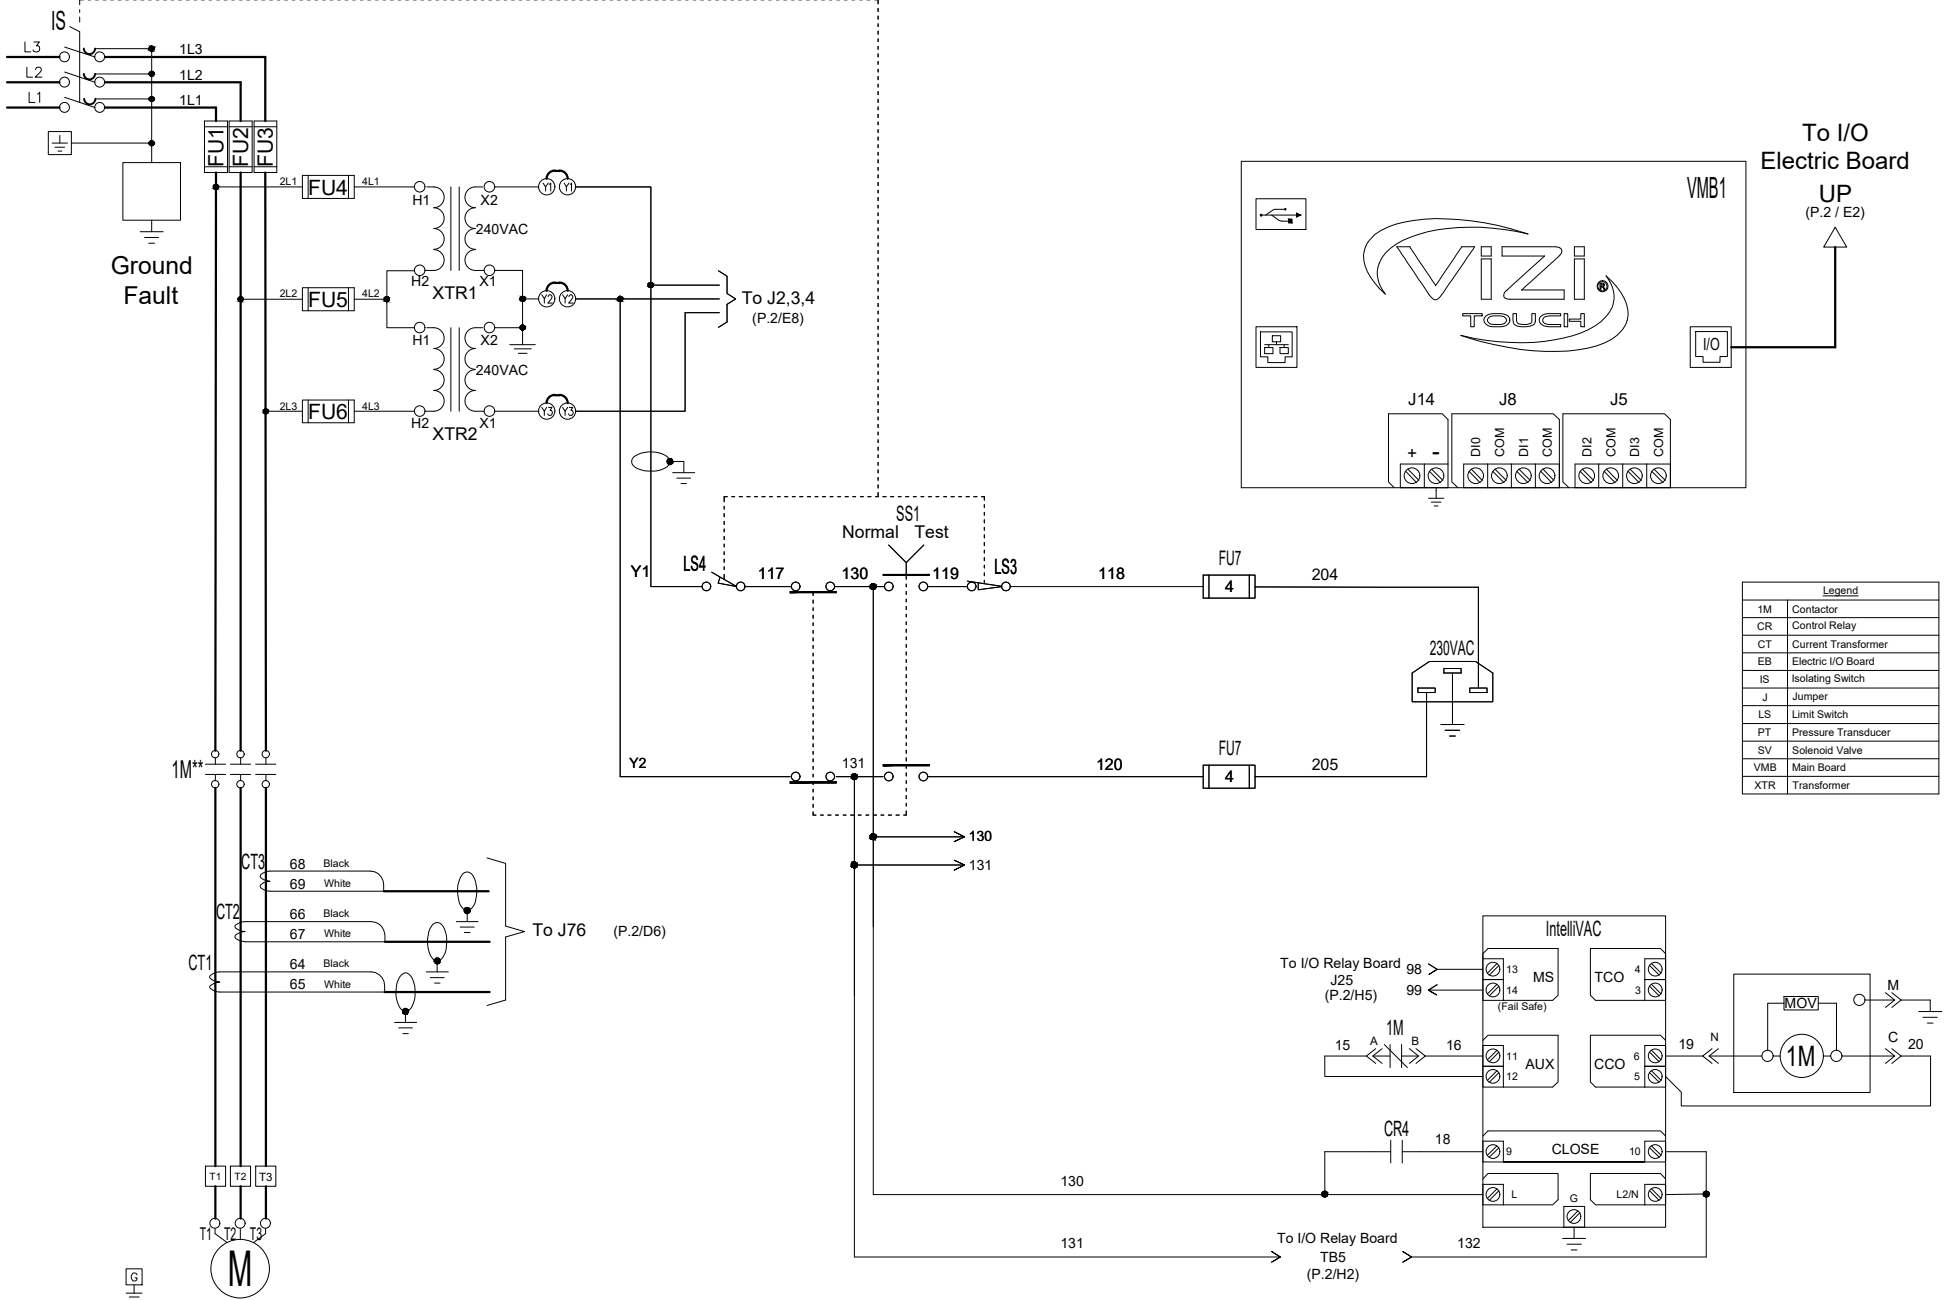 IS
L3
1L3
L2
1L2
L1
1L1
FU1
FU2
FU3
Ground
Fault
2L1
FU4
4L1
H1
X2
Y1
Y1
240VAC
H2
X1
XTR1
2L2
FU5
4L2
Y2
Y2
H1
X2
240VAC
2L3
FU6
4L3
H2
X1
XTR2
Y3
Y3
To J2,3,4
(P.2/E8)
To I/O
Electric Board
UP
(P.2 / E2)
VMB1
ViZi
®
TOUCH
I/O
J14
J8
J5
+
-
DI0
COM
DI1
COM
DI2
COM
DI3
COM
SS1
Normal
Test
Y1
LS4
117
130
119
LS3
118
FU7
4
204
230VAC
Y2
131
120
FU7
4
205
130
131
Legend
1M Contactor
CR Control Relay
CT Current Transformer
EB Electric I/O Board
IS Isolating Switch
J Jumper
LS Limit Switch
PT Pressure Transducer
SV Solenoid Valve
VMB Main Board
XTR Transformer
1M**
CT3
68
Black
69
White
CT2
66
Black
67
White
CT1
64
Black
65
White
To J76
(P.2/D6)
T1
T2
T3
T1
T2
T3
M
G
IntelliVAC
To I/O Relay Board
J25
(P.2/H5)
98
99
13
14
MS
(Fail Safe)
TCO
4
3
1M
15
A
B
16
11
12
AUX
CCO
6
5
19
N
MOV
1M
M
C
20
CR4
18
9
CLOSE
10
130
L
G
L2/N
131
To I/O Relay Board
TB5
(P.2/H2)
132